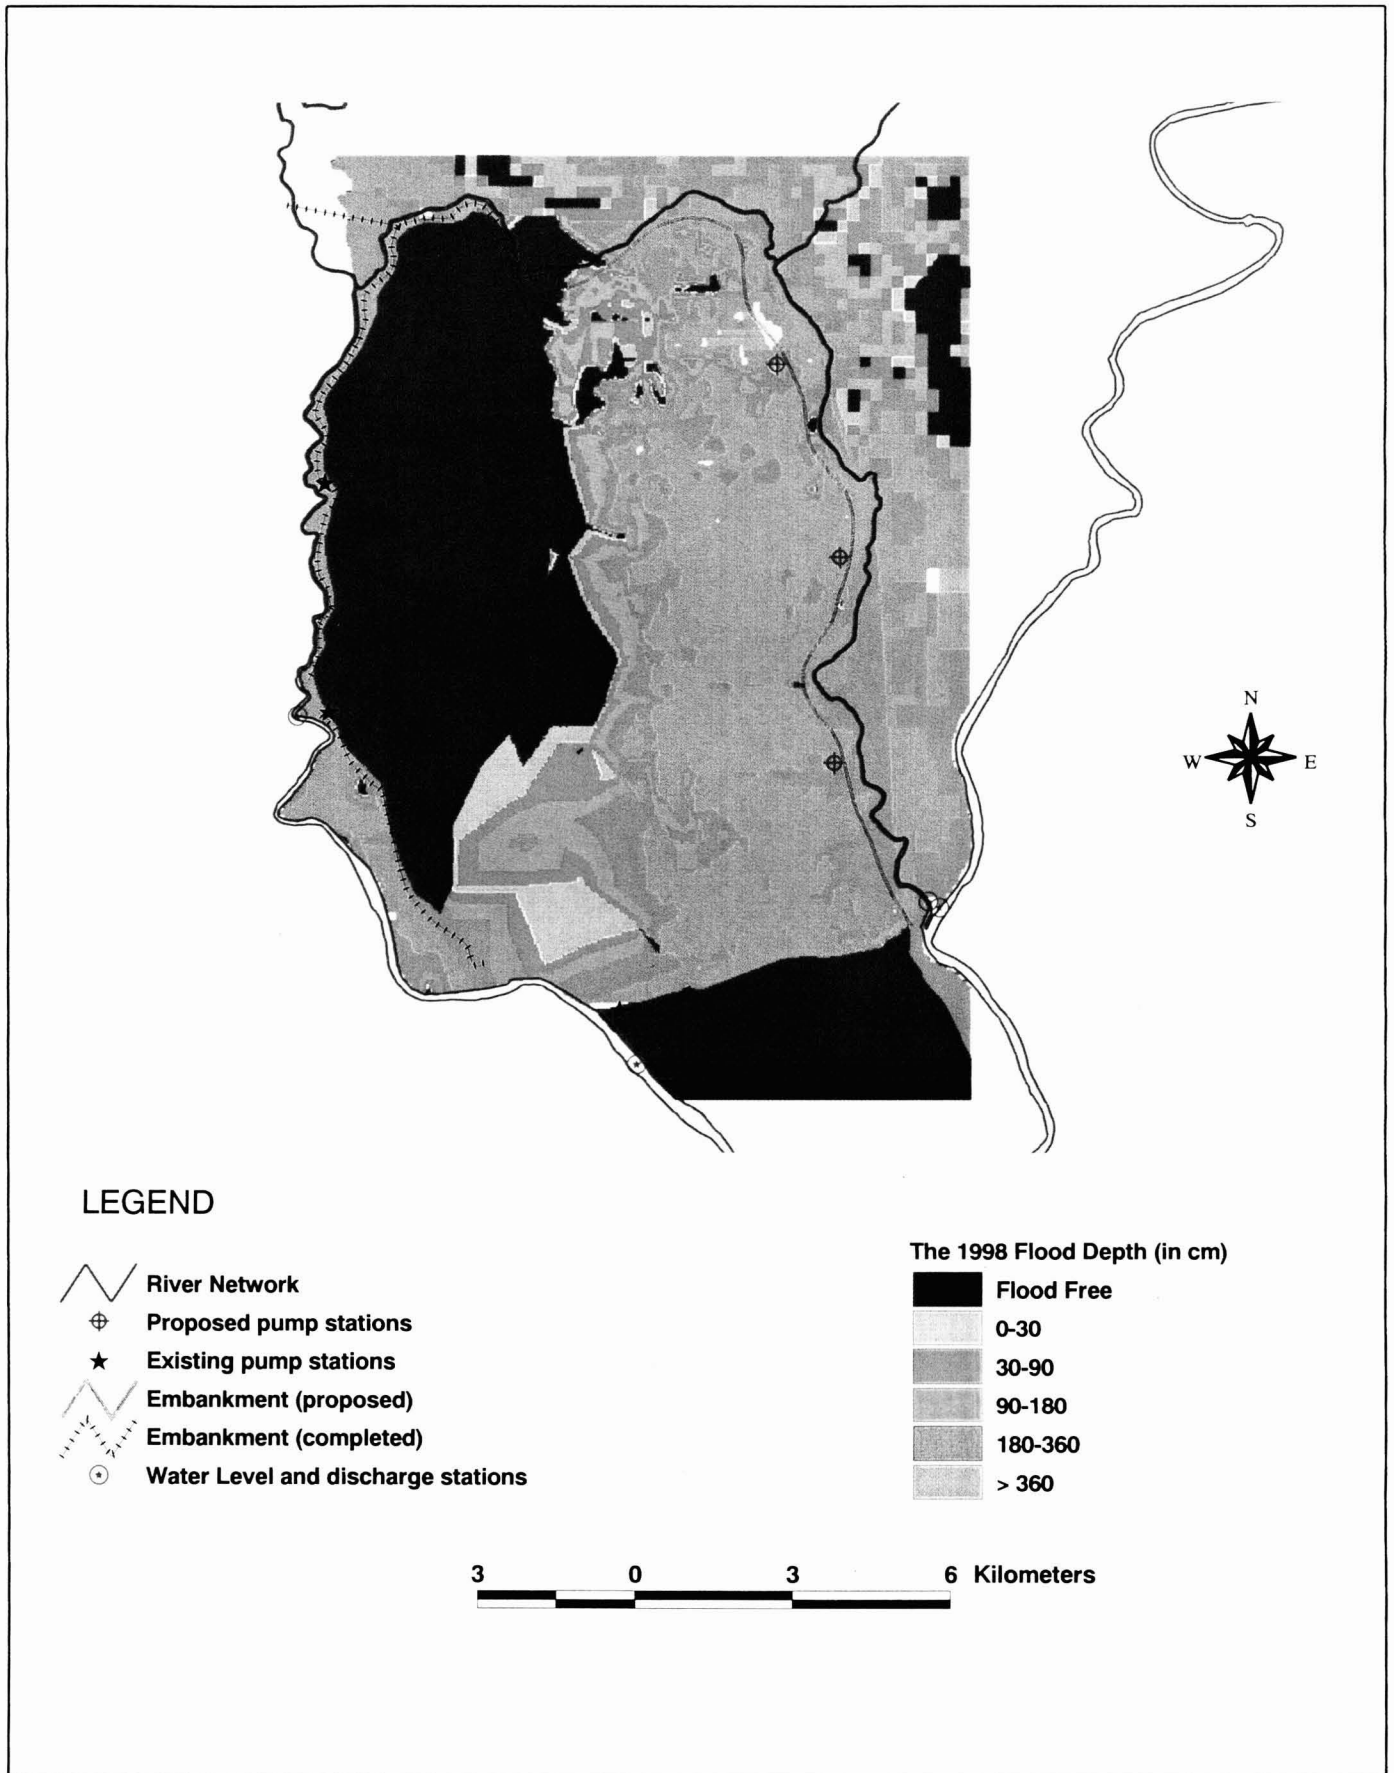 N
W E
S
LEGEND
River Network
Proposed pump stations
Existing pump stations
Embankment (proposed)
Embankment (completed)
Water Level and discharge stations
The 1998 Flood Depth (in cm)
Flood Free
0-30
30-90
90-180
180-360
> 360
3 0 3 6 Kilometers